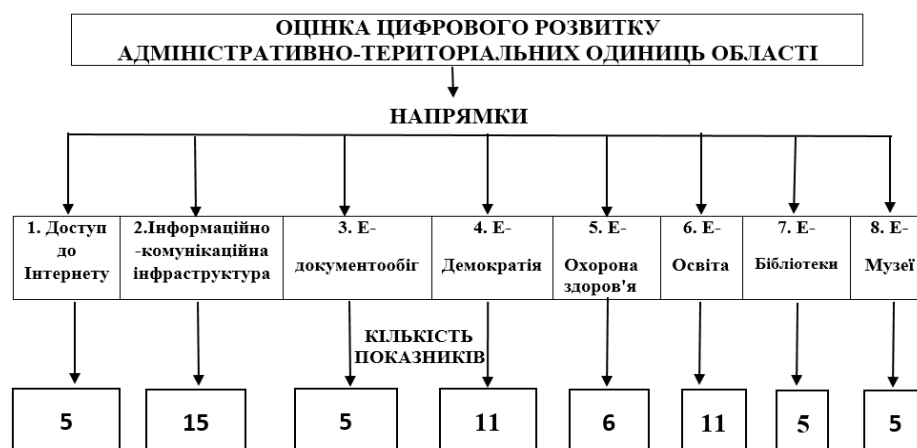 ОЦІНКА ЦИФРОВОГО РОЗВИТКУ
АДМІНІСТРАТИВНО-ТЕРИТОРІАЛЬНИХ ОДИНИЦЬ ОБЛАСТІ
НАПРЯМКИ
1. Доступ
до
Інтернету
2.Інформаційно
-комунікаційна
інфраструктура
3. Е-
документообіг
4. Е-
Демократія
5. Е-
Охорона
здоров'я
6. Е-
Освіта
7. Е-
Бібліотеки
8. Е-
Музеї
КІЛЬКІСТЬ
ПОКАЗНИКІВ
5
15
5
11
6
11
5
5